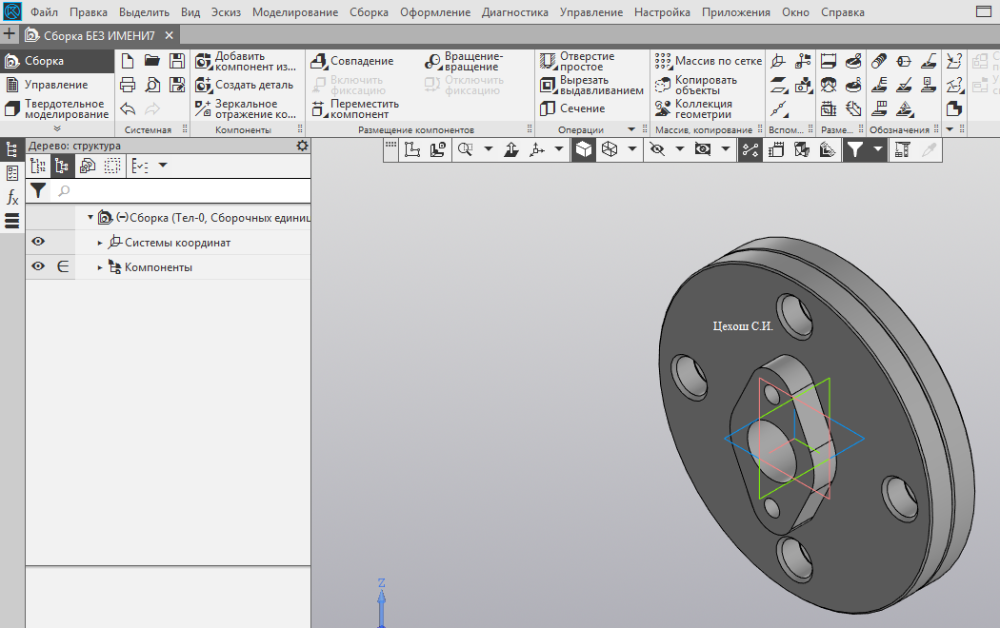 Файл Правка Выделить Вид Эскиз Моделирование Сборка Оформление Диагностика Управление Настройка Приложения Окно Справка
Сборка БЕЗ ИМЕНИ7
Сборка
Управление
Твердотельное
моделирование
Системная
Добавить
компонент из...
Создать деталь
Зеркальное
отражение ко...
Компоненты
Совпадение
Включить
фиксацию
Переместить
компонент
Вращение-
вращение
Отключить
фиксацию
Размещение компонентов
Отверстие
простое
Вырезать
выдавливанием
Сечение
Операции
Массив по сетке
Копировать
объекты
Коллекция
геометрии
Массив, копирование
Вспом...
Разме...
Обозначения
Дерево: структура
(-)Сборка (Тел-0, Сборочных единиц
Системы координат
Компоненты
Цехош С.И.
Z